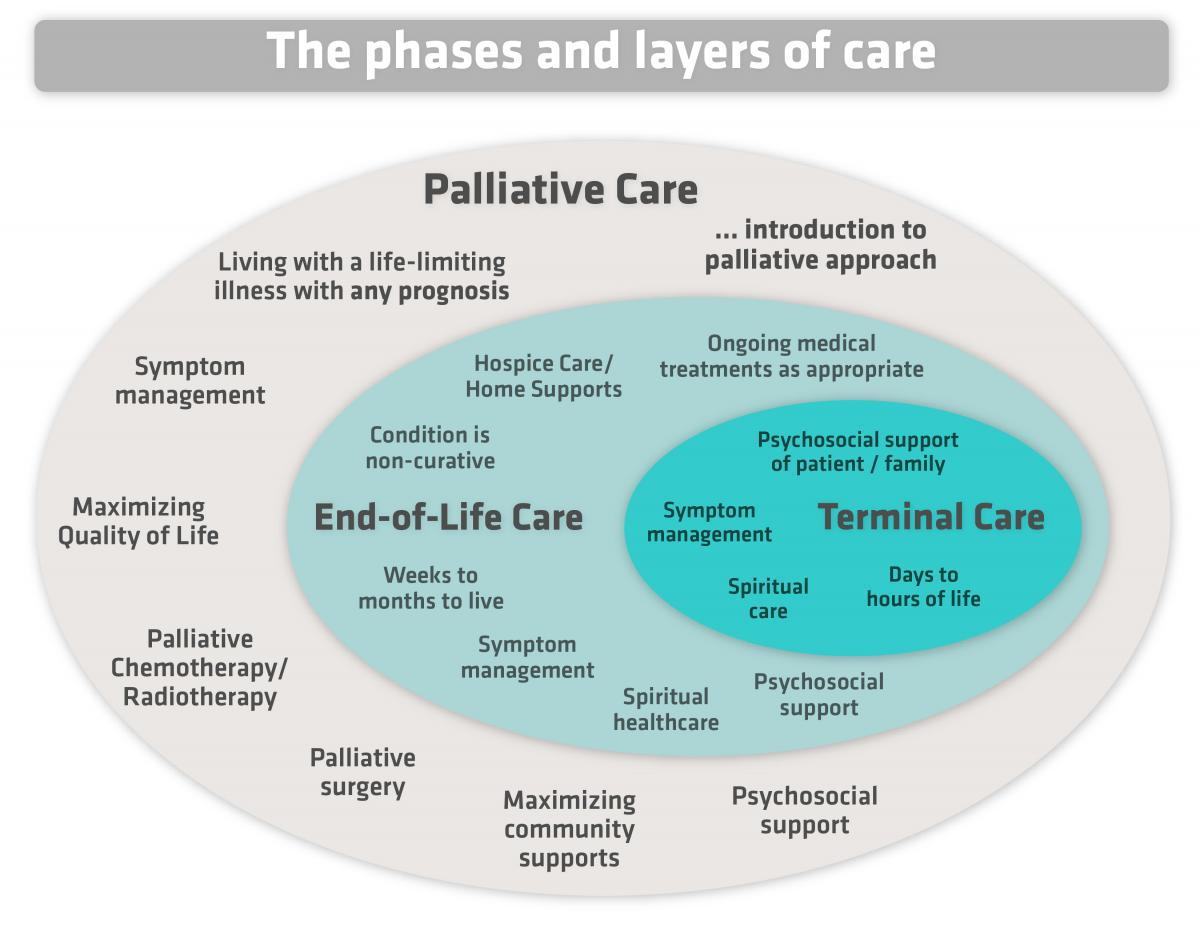 The phases and layers of care
Palliative Care
... introduction to
palliative approach
Living with a life-limiting
illness with any prognosis
Symptom
management
Maximizing
Quality of Life
Palliative
Chemotherapy/
Radiotherapy
Palliative
surgery
Maximizing
community
supports
Psychosocial
support
Hospice Care/
Home Supports
Ongoing medical
treatments as appropriate
Condition is
non-curative
End-of-Life Care
Weeks to
months to live
Symptom
management
Spiritual
healthcare
Psychosocial
support
Psychosocial support
of patient / family
Symptom
management
Terminal Care
Spiritual
care
Days to
hours of life